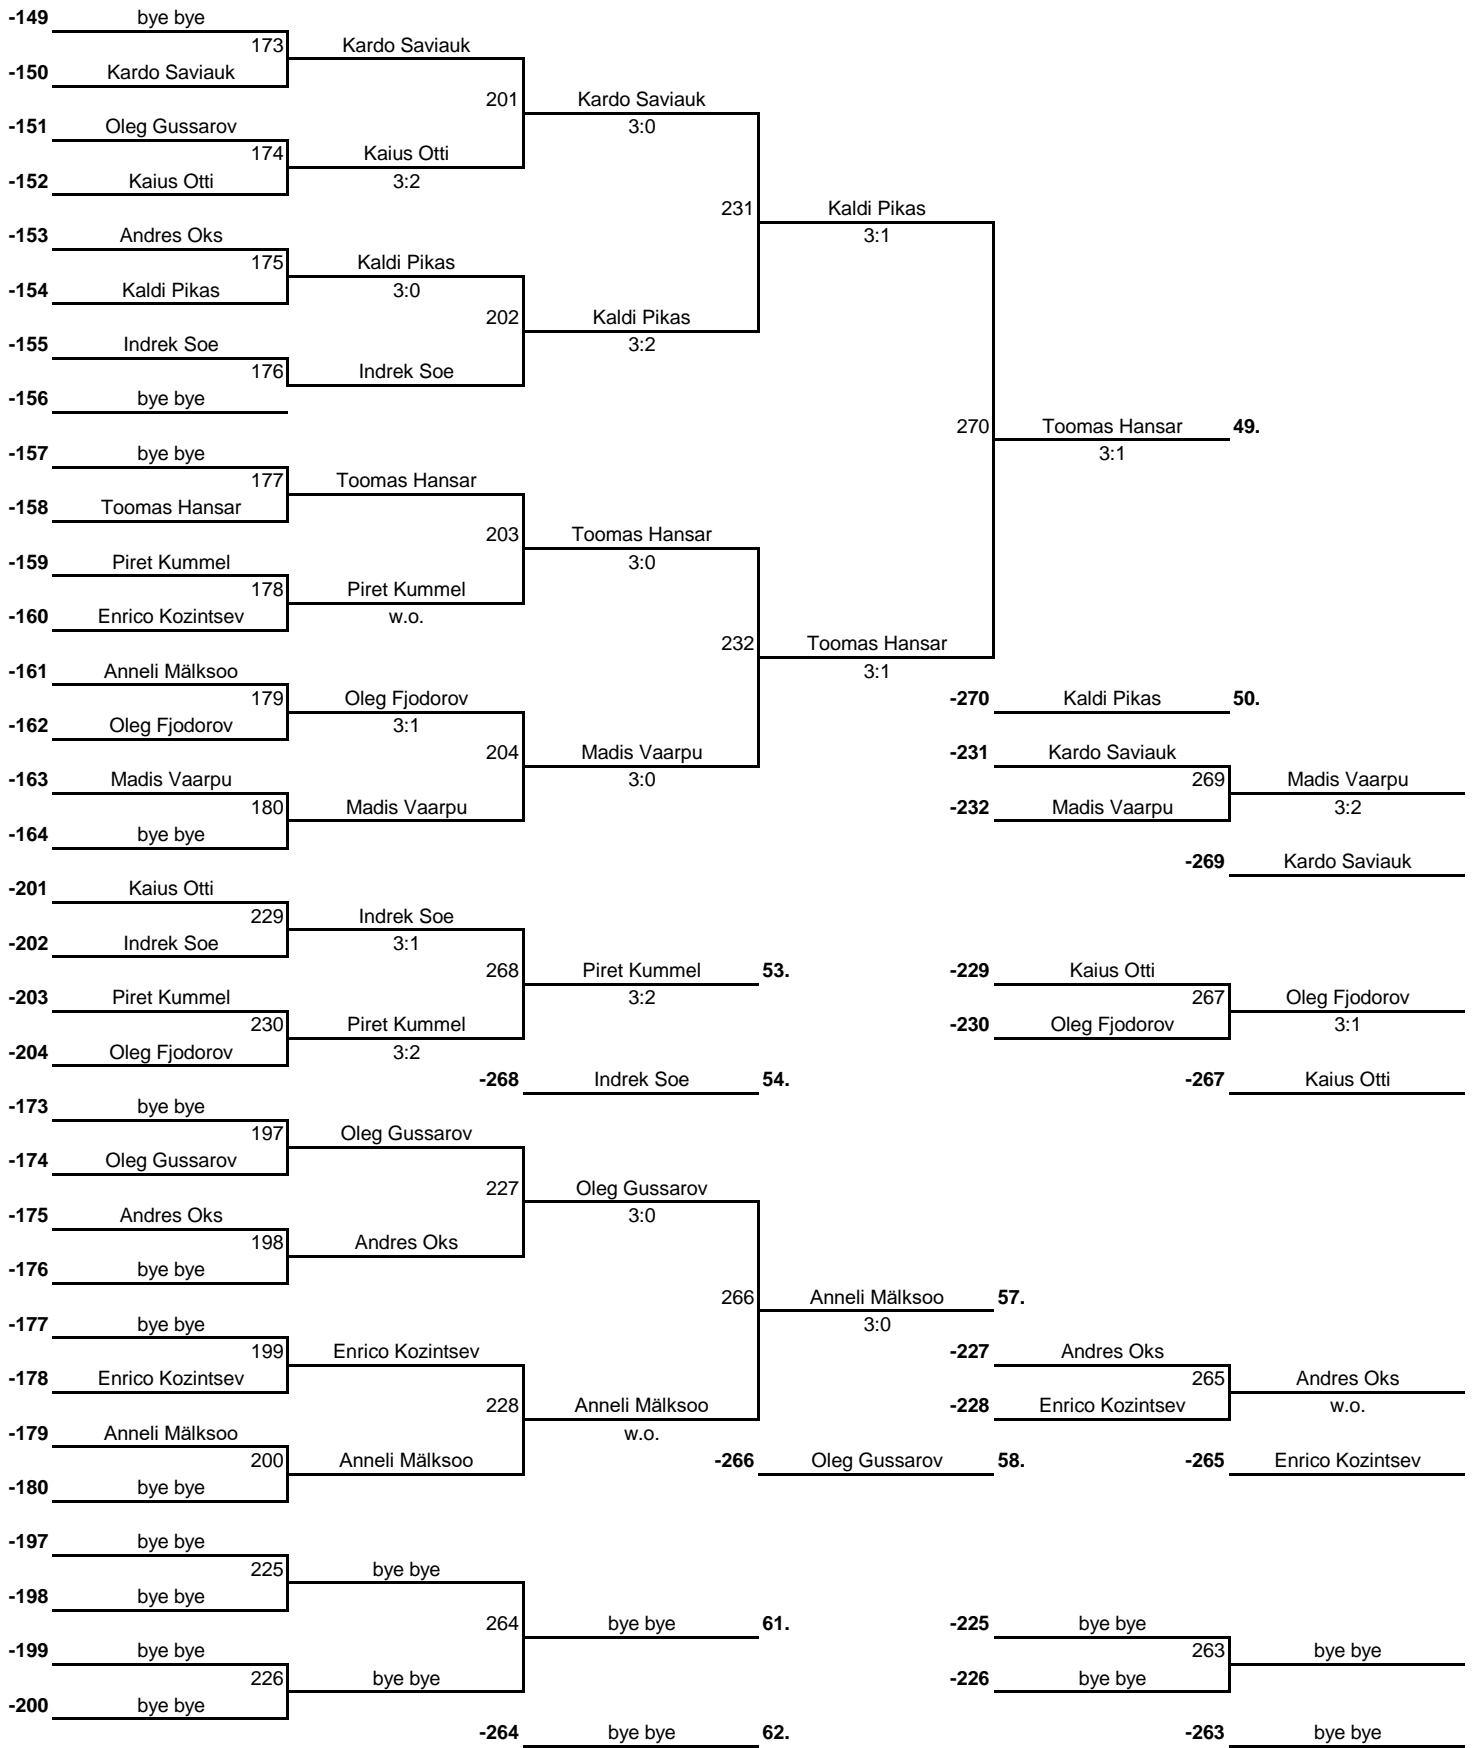 -149 bye bye
173 Kardo Saviauk
-150 Kardo Saviauk
201 Kardo Saviauk
-151 Oleg Gussarov 3:0
174 Kaius Otti
-152 Kaius Otti 3:2
231 Kaldi Pikas
-153 Andres Oks 3:1
175 Kaldi Pikas
-154 Kaldi Pikas 3:0
202 Kaldi Pikas
-155 Indrek Soe 3:2
176 Indrek Soe
-156 bye bye
270 Toomas Hansar 49.
-157 bye bye 3:1
177 Toomas Hansar
-158 Toomas Hansar
203 Toomas Hansar
-159 Piret Kummel 3:0
178 Piret Kummel
-160 Enrico Kozintsev w.o.
232 Toomas Hansar
-161 Anneli Mälksoo 3:1
179 Oleg Fjodorov -270 Kaldi Pikas 50.
-162 Oleg Fjodorov 3:1
204 Madis Vaarpu -231 Kardo Saviauk
-163 Madis Vaarpu 3:0 269 Madis Vaarpu
180 Madis Vaarpu -232 Madis Vaarpu 3:2
-164 bye bye
-269 Kardo Saviauk
-201 Kaius Otti
229 Indrek Soe
-202 Indrek Soe 3:1
268 Piret Kummel 53. -229 Kaius Otti
-203 Piret Kummel 3:2 267 Oleg Fjodorov
230 Piret Kummel -230 Oleg Fjodorov 3:1
-204 Oleg Fjodorov 3:2
-268 Indrek Soe 54. -267 Kaius Otti
-173 bye bye
197 Oleg Gussarov
-174 Oleg Gussarov
227 Oleg Gussarov
-175 Andres Oks 3:0
198 Andres Oks
-176 bye bye
266 Anneli Mälksoo 57.
-177 bye bye 3:0
199 Enrico Kozintsev -227 Andres Oks
-178 Enrico Kozintsev 265 Andres Oks
228 Anneli Mälksoo -228 Enrico Kozintsev w.o.
-179 Anneli Mälksoo w.o.
200 Anneli Mälksoo -266 Oleg Gussarov 58. -265 Enrico Kozintsev
-180 bye bye
-197 bye bye
225 bye bye
-198 bye bye
264 bye bye 61. -225 bye bye
-199 bye bye 263 bye bye
226 bye bye -226 bye bye
-200 bye bye
-264 bye bye 62. -263 bye bye